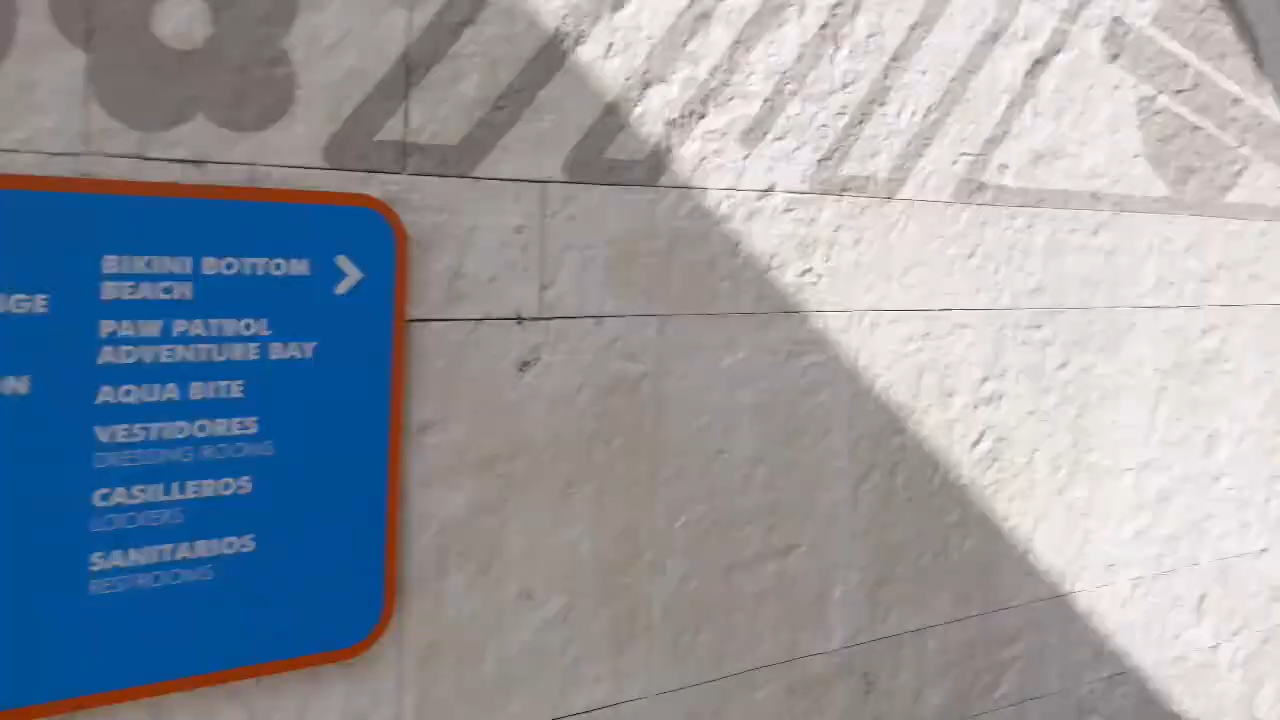 BIKINI BOTTOM
BEACH
PAW PATROL
ADVENTURE BAY
AQUA BITE
VESTIDORES
DRESSING ROOMS
CASILLEROS
LOCKERS
SANITARIOS
RESTROOMS